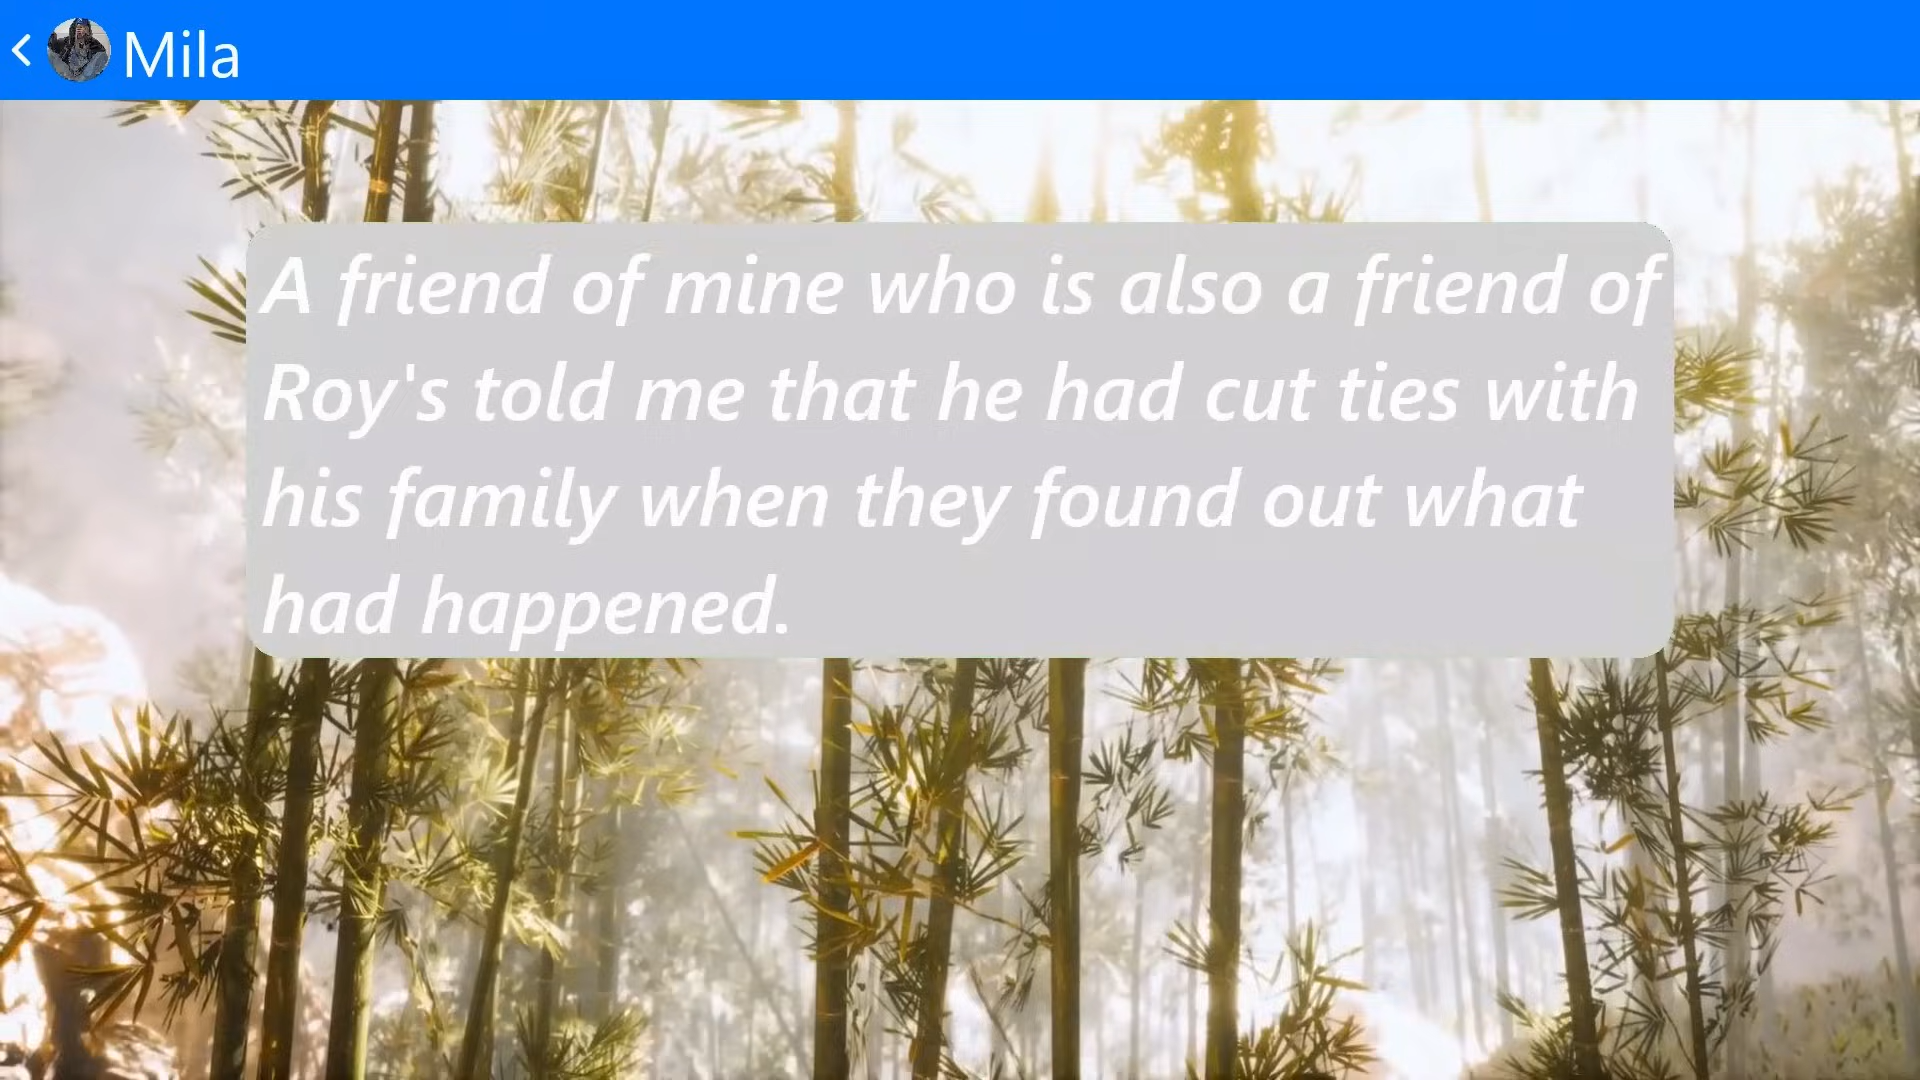 Mila
A friend of mine who is also a friend of
Roy's told me that he had cut ties with
his family when they found out what
had happened.